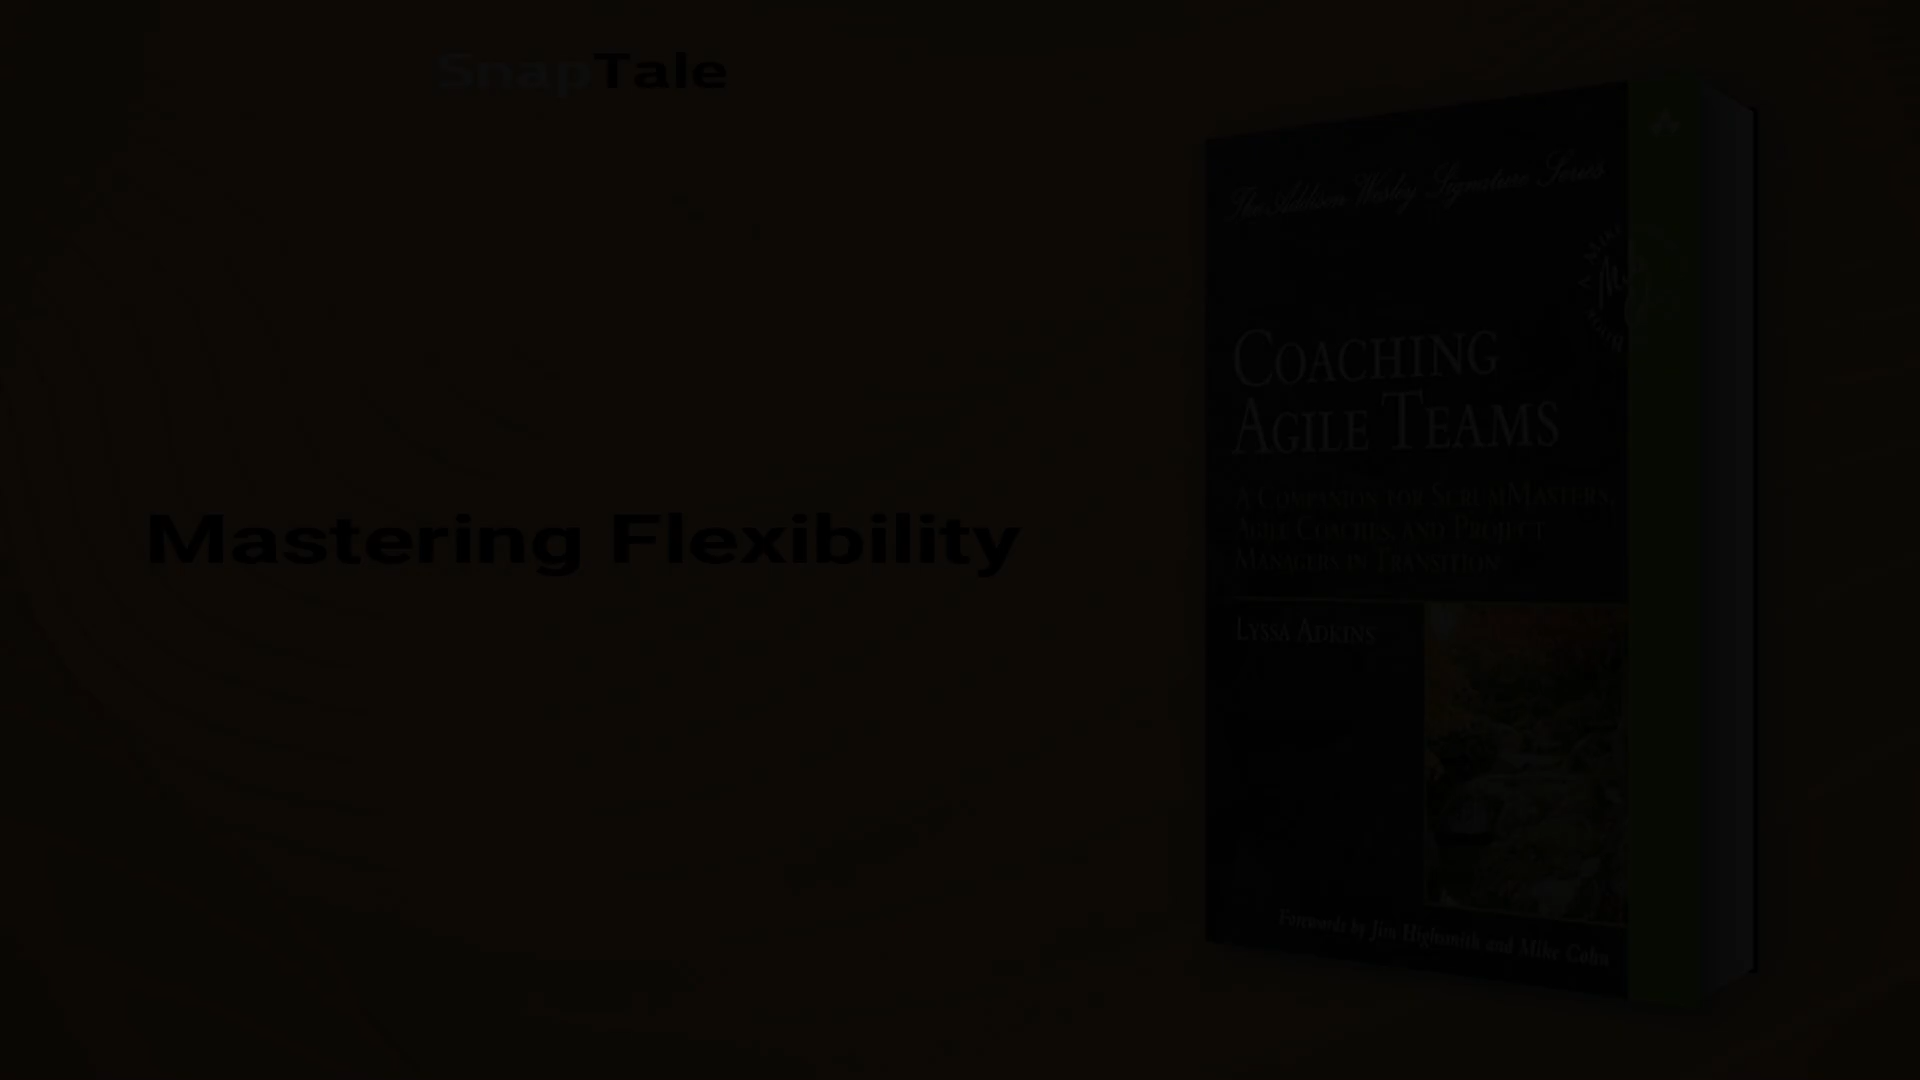 SnapTale
Mastering Flexibility
The Addison Wesley Signature Series
COACHING
AGILE TEAMS
A COMPANION FOR SCRUMMASTERS,
AGILE COACHES, AND PROJECT
MANAGERS IN TRANSITION
LYSSA ADKINS
Forewords by Jim Highsmith and Mike Cohn